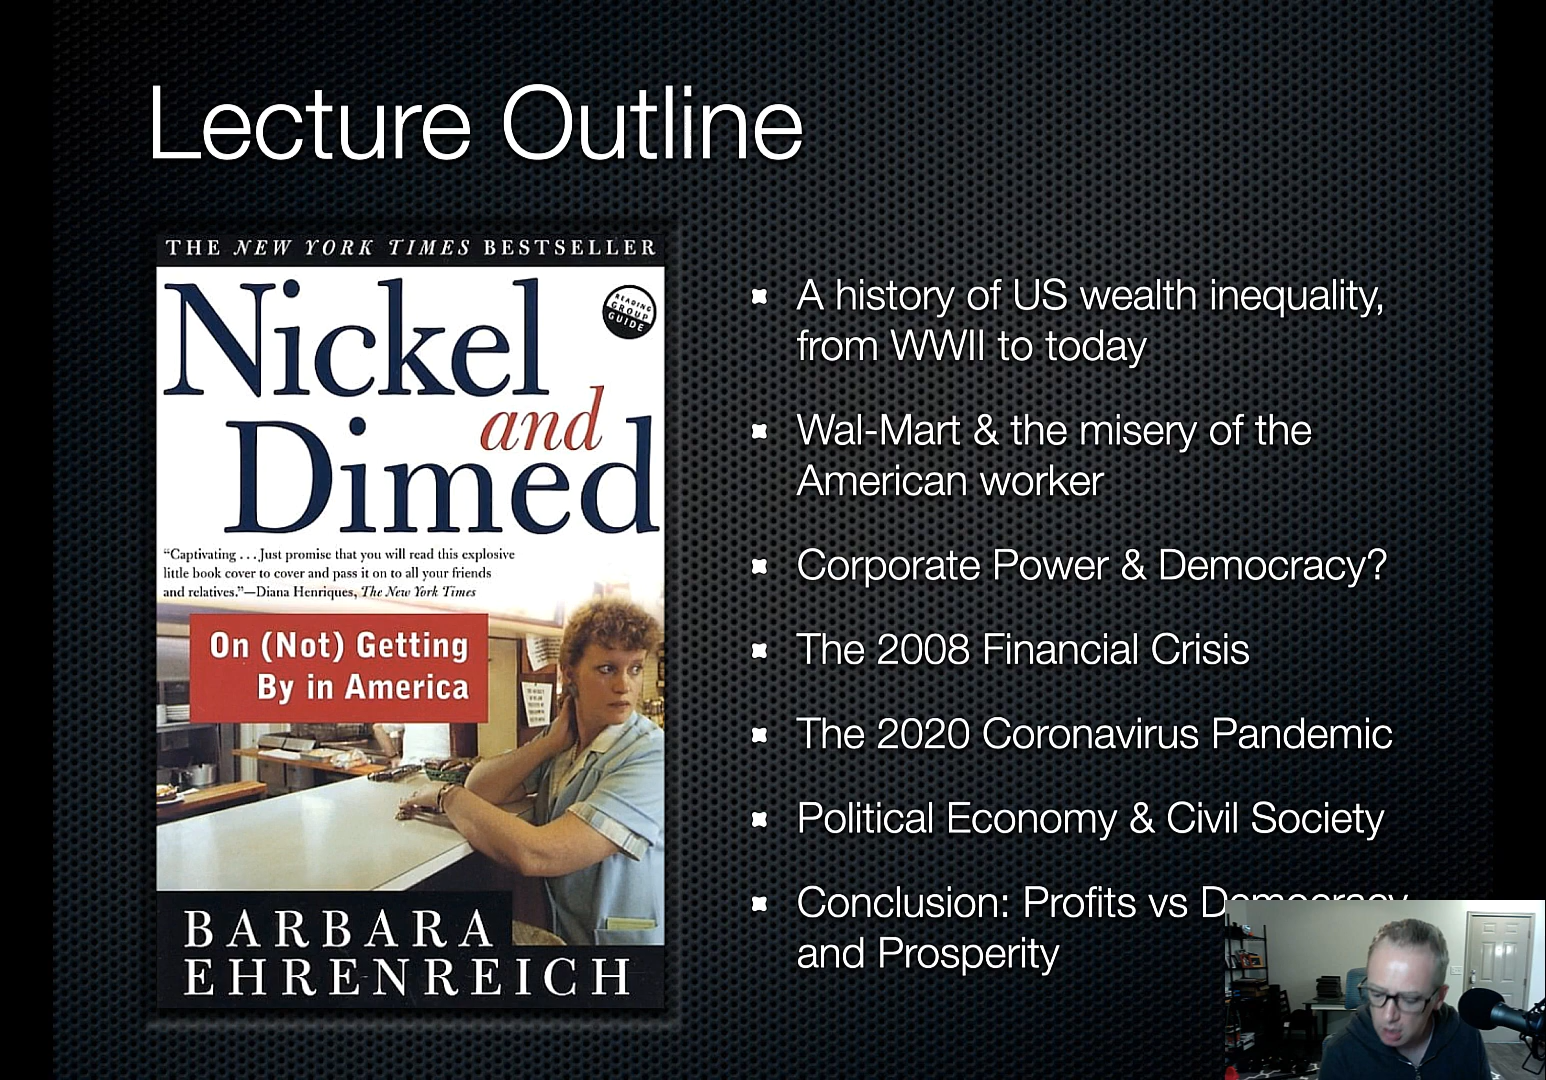 Lecture Outline
THE NEW YORK TIMES BESTSELLER
Nickel
and
Dimed
READING
GROUP
GUIDE
“Captivating . . . Just promise that you will read this explosive
little book cover to cover and pass it on to all your friends
and relatives.”—Diana Henriques, The New York Times
On (Not) Getting
By in America
BARBARA
EHRENREICH
A history of US wealth inequality,
from WWII to today
Wal-Mart & the misery of the
American worker
Corporate Power & Democracy?
The 2008 Financial Crisis
The 2020 Coronavirus Pandemic
Political Economy & Civil Society
Conclusion: Profits vs Democracy
and Prosperity